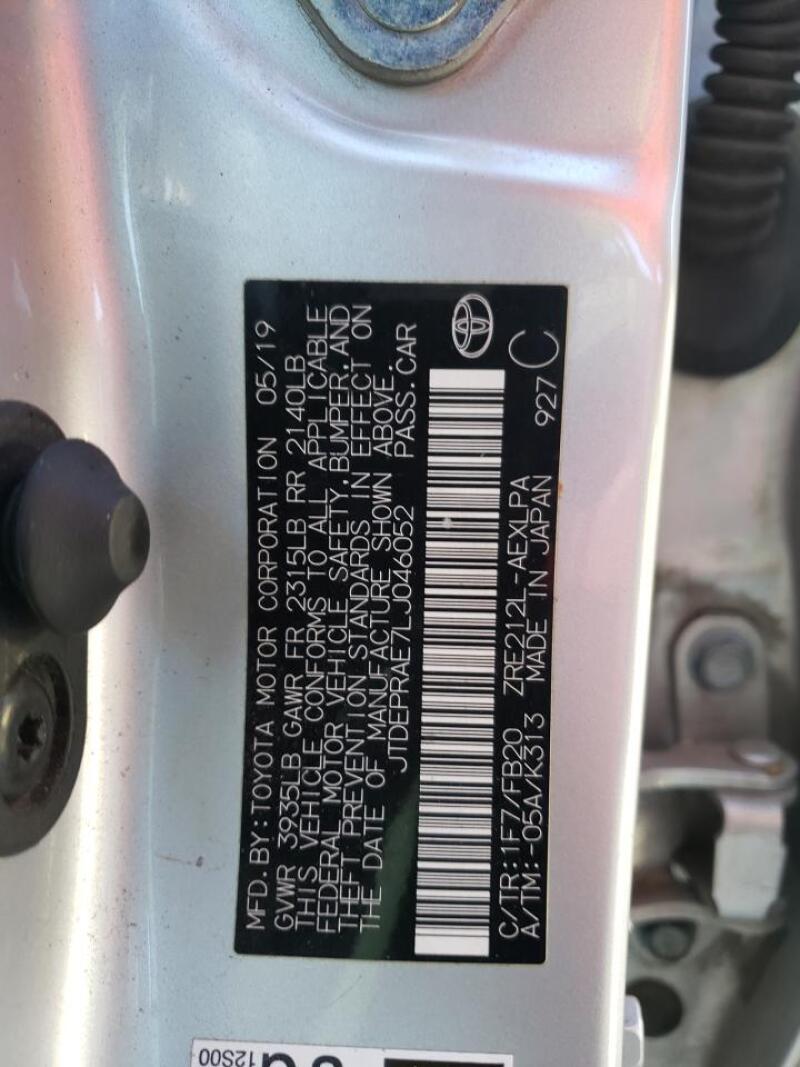 MFD. BY: TOYOTA MOTOR CORPORATION 05/19
GVWR 3935LB GAWR FR 2315LB RR 2140LB
THIS VEHICLE CONFORMS TO ALL APPLICABLE
FEDERAL MOTOR VEHICLE SAFETY, BUMPER, AND
THEFT PREVENTION STANDARDS IN EFFECT ON
THE DATE OF MANUFACTURE SHOWN ABOVE.
JTDEPRAE7LJ046052 PASS.CAR
C/TR: 1F7/FB20 ZRE212L-AEXLPA
A/TM: -05A/K313 MADE IN JAPAN 927 C
12S00